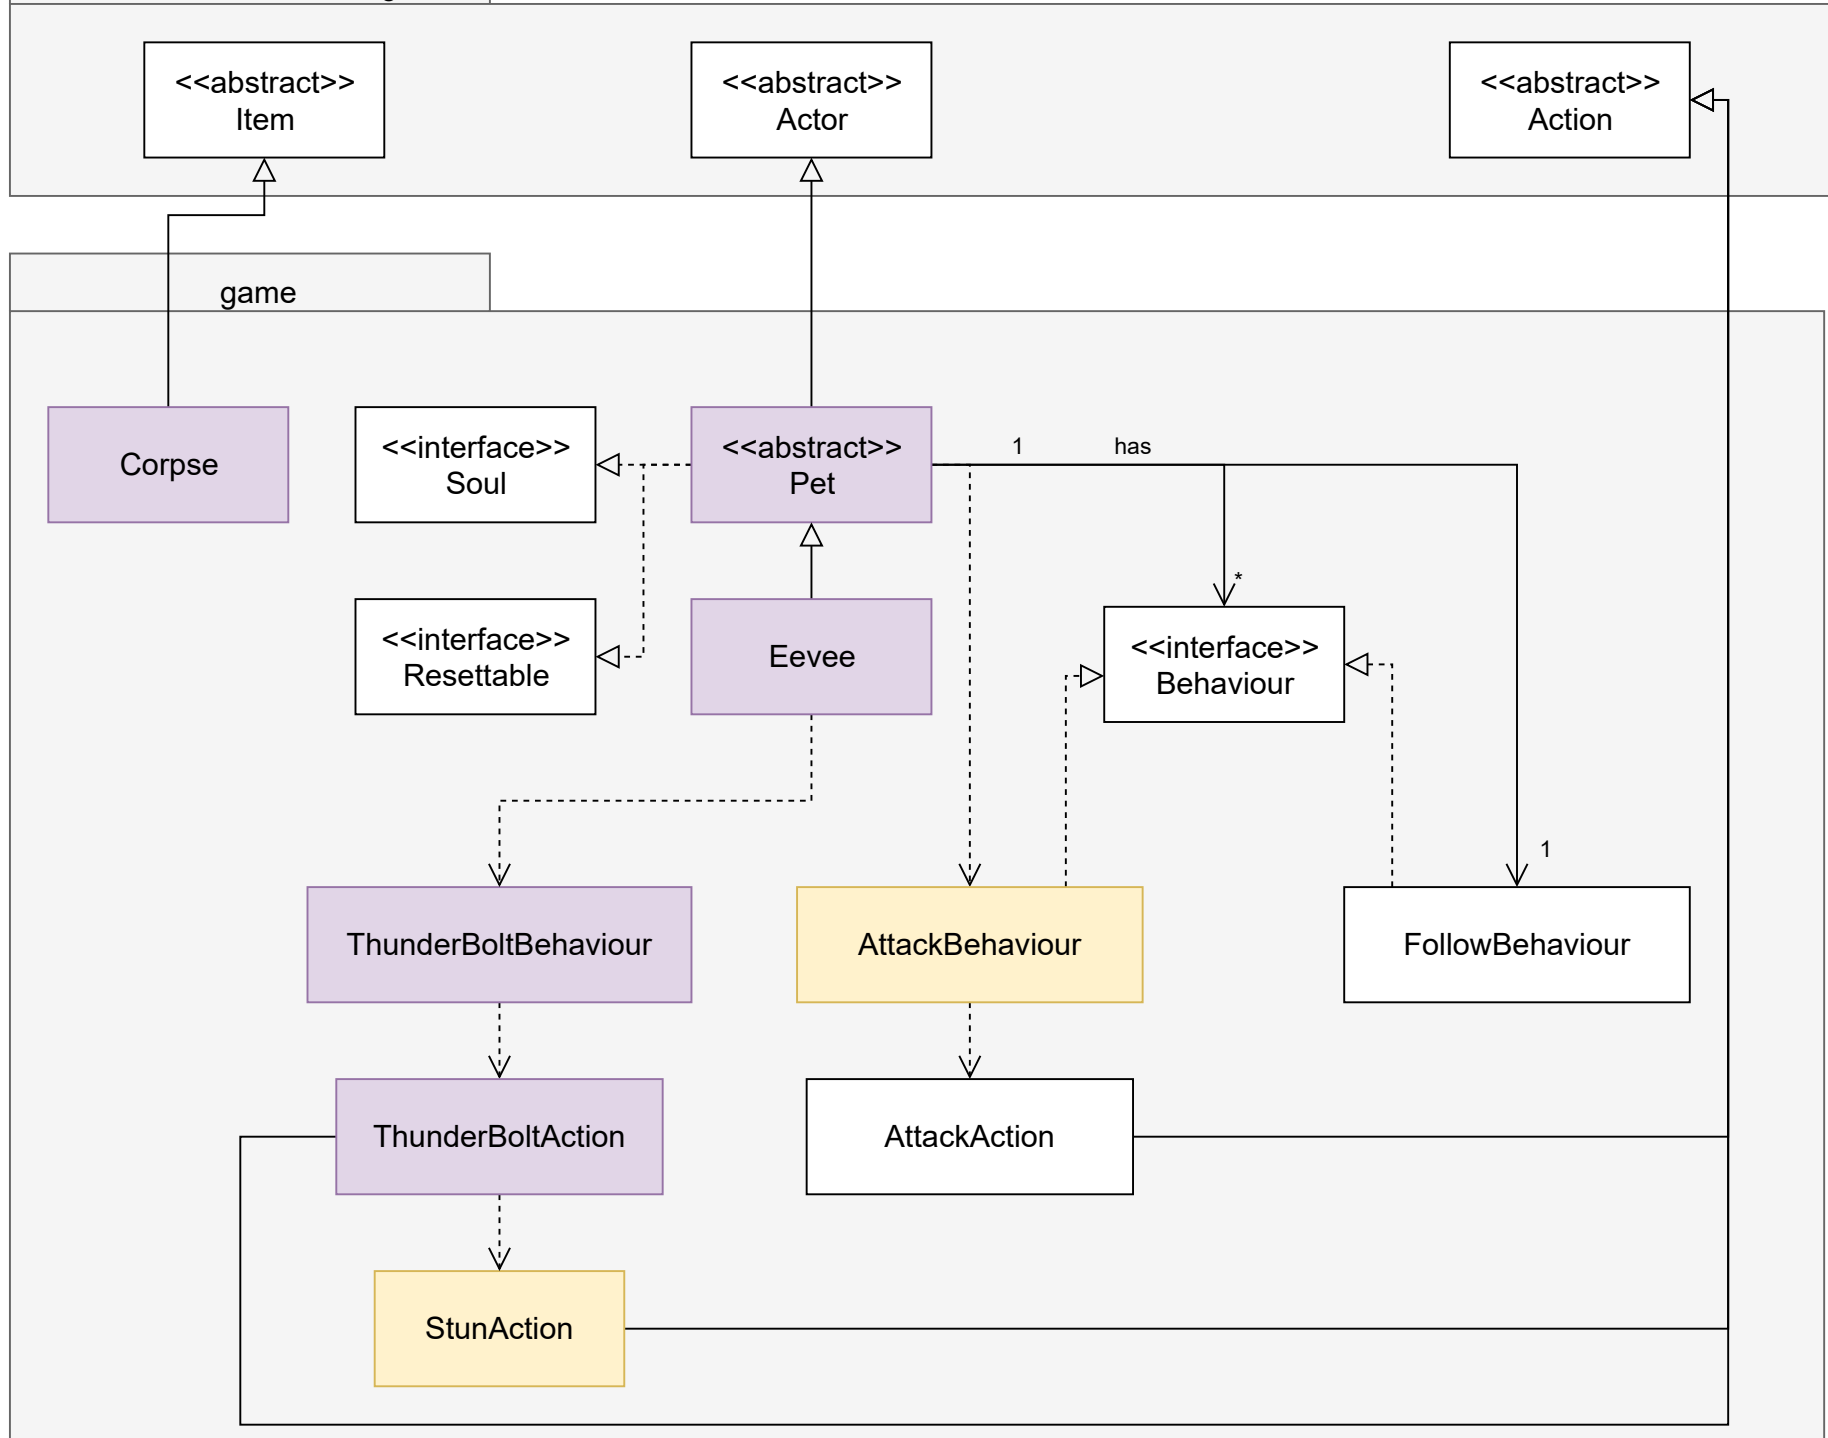 <<abstract>>
Item
<<abstract>>
Actor
<<abstract>>
Action
game
Corpse
<<interface>>
Soul
<<abstract>>
Pet
1
has
*
<<interface>>
Resettable
Eevee
<<interface>>
Behaviour
1
ThunderBoltBehaviour
AttackBehaviour
FollowBehaviour
ThunderBoltAction
AttackAction
StunAction